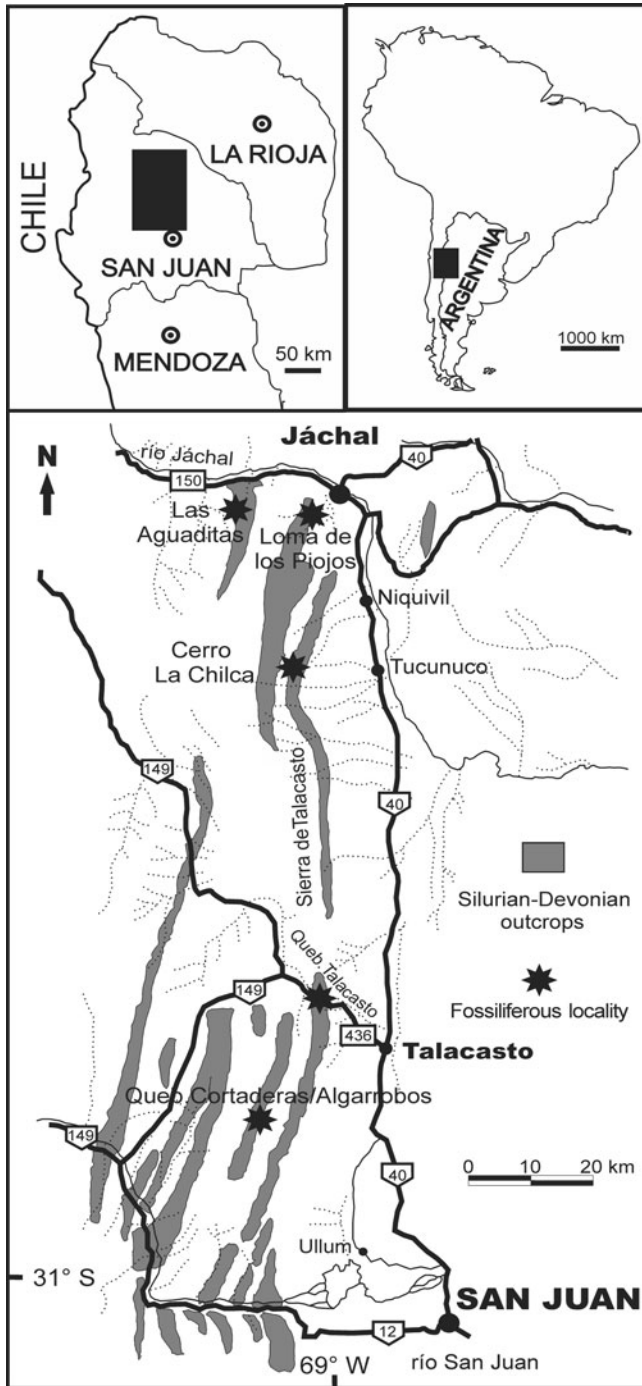 CHILE
LA RIOJA
SAN JUAN
MENDOZA
50 km
ARGENTINA
1000 km
N
río Jáchal
Jáchal
150
40
Las
Aguaditas
Loma de
los Piojos
Niquivil
Cerro
La Chilca
Tucunuco
149
40
Sierra de Talacasto
Silurian-Devonian
outcrops
Queb. Talacasto
149
Fossiliferous locality
436
Talacasto
Queb. Cortaderas/Algarrobos
149
40
0 10 20 km
Ullum
31° S
SAN JUAN
12
69° W
río San Juan